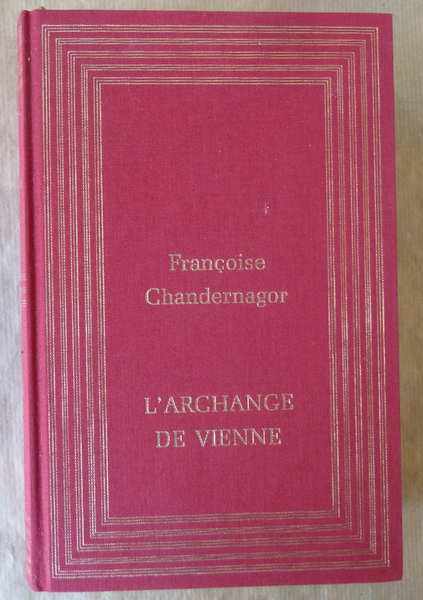 Françoise
Chandernagor
L'ARCHANGE
DE VIENNE